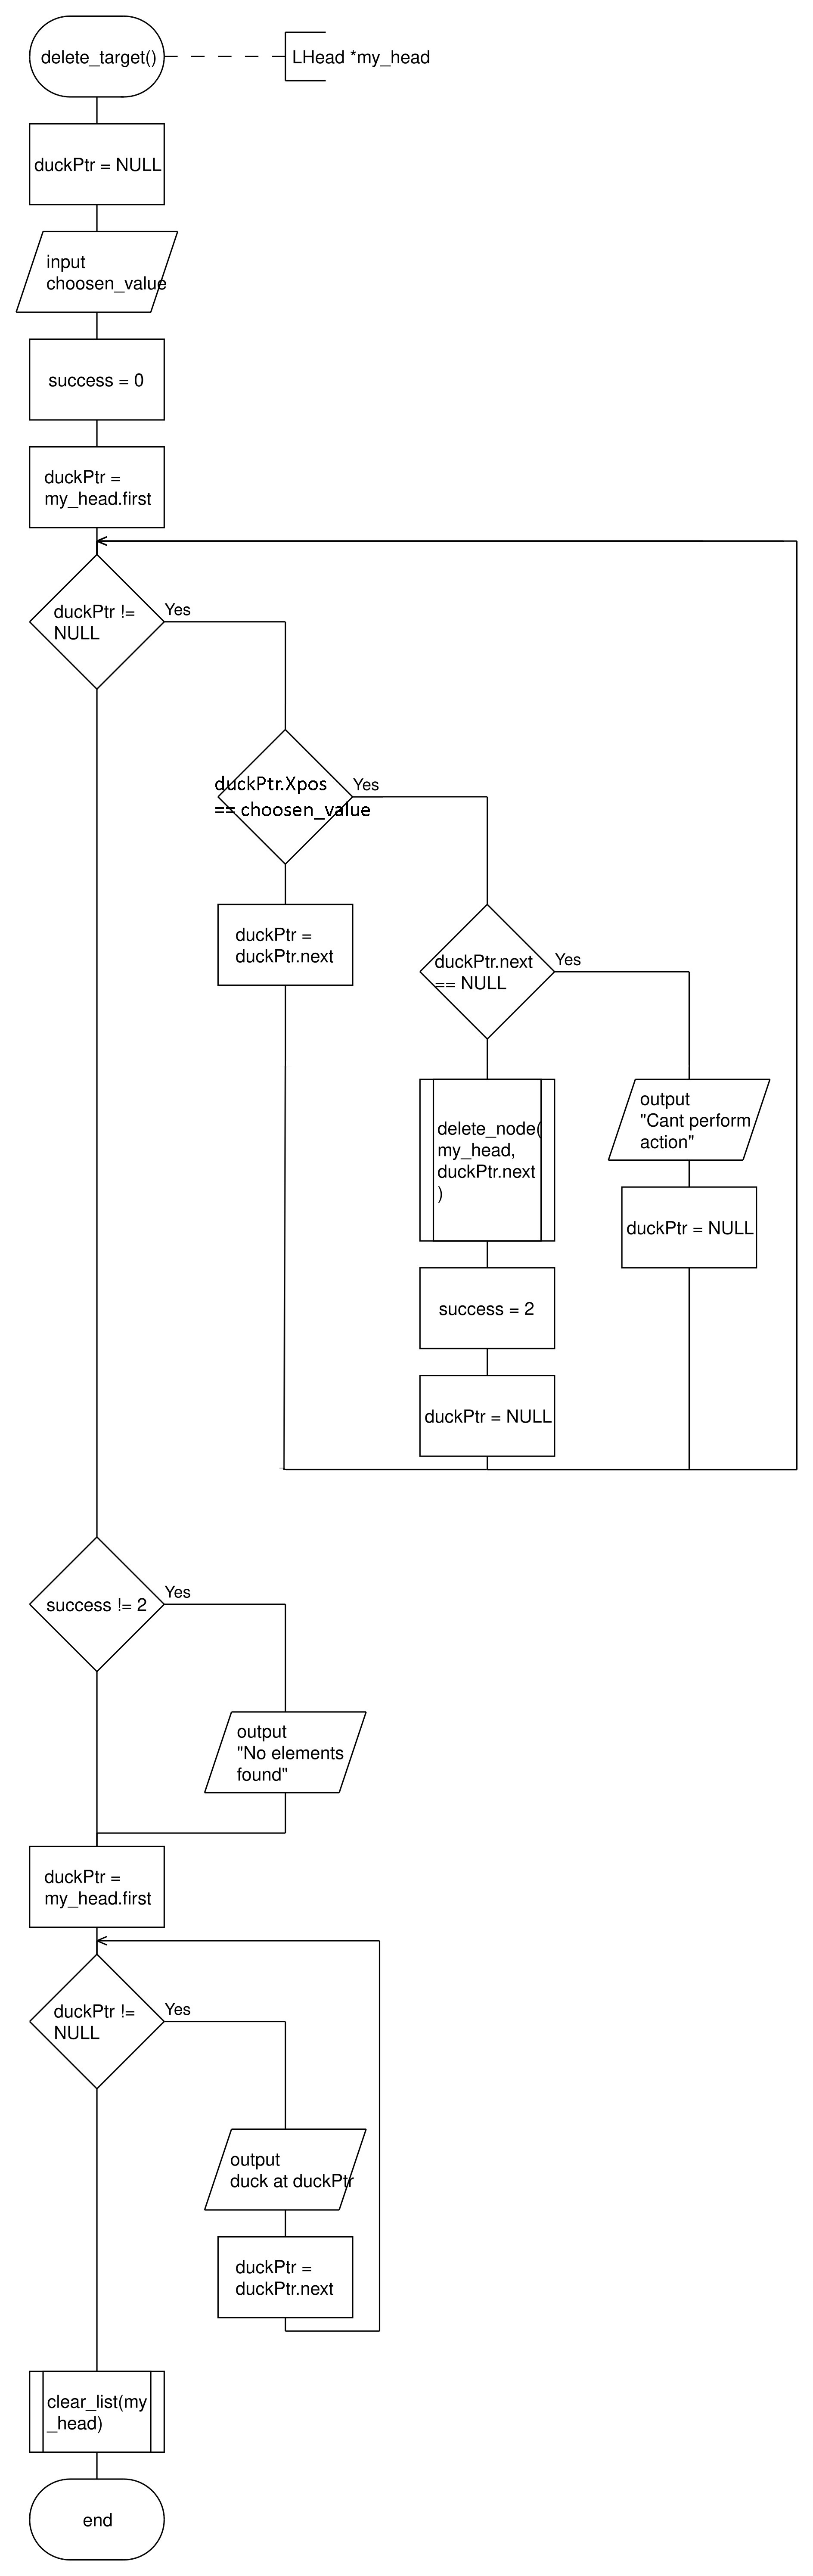 delete_target()
LHead *my_head
duckPtr = NULL
input
choosen_value
success = 0
duckPtr =
my_head.first
duckPtr !=
NULL
Yes
duckPtr.Xpos
== choosen_value
Yes
duckPtr =
duckPtr.next
duckPtr.next
== NULL
Yes
delete_node(
my_head,
duckPtr.next
)
output
"Cant perform
action"
duckPtr = NULL
success = 2
duckPtr = NULL
success != 2
Yes
output
"No elements
found"
duckPtr =
my_head.first
duckPtr !=
NULL
Yes
output
duck at duckPtr
duckPtr =
duckPtr.next
clear_list(my
_head)
end